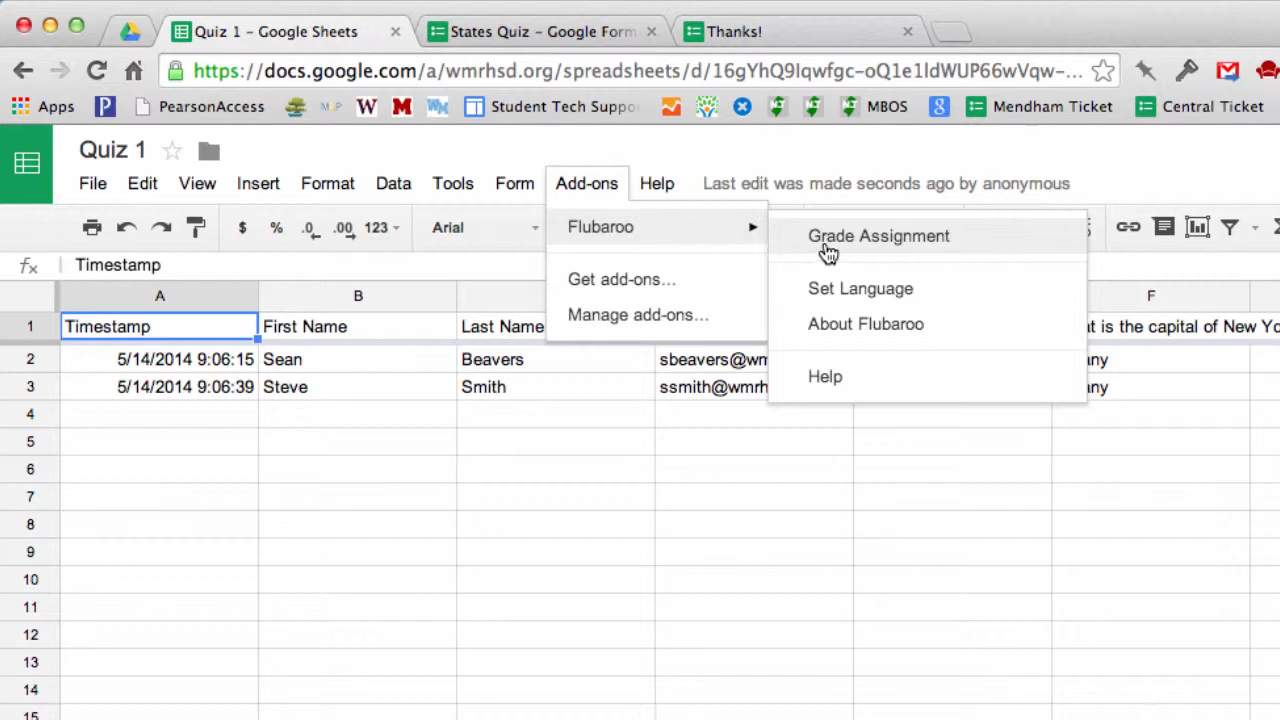 Quiz 1 – Google Sheets
States Quiz – Google Form
Thanks!
https://docs.google.com/a/wmrhsd.org/spreadsheets/d/16gYhQ9Iqwfgc-oQ1e1ldWUP66wVqw-...
Apps
PearsonAccess
Student Tech Suppo
MBOS
Mendham Ticket
Central Ticket
Quiz 1
File Edit View Insert Format Data Tools Form Add-ons Help Last edit was made seconds ago by anonymous
$ % .0 .00 123 Arial
Flubaroo
Get add-ons...
Manage add-ons...
Grade Assignment
Set Language
About Flubaroo
Help
fx Timestamp
A B F
1 Timestamp First Name Last Name at is the capital of New Yo
2 5/14/2014 9:06:15 Sean Beavers sbeavers@wm ny
3 5/14/2014 9:06:39 Steve Smith ssmith@wmrh ny
4
5
6
7
8
9
10
11
12
13
14
15